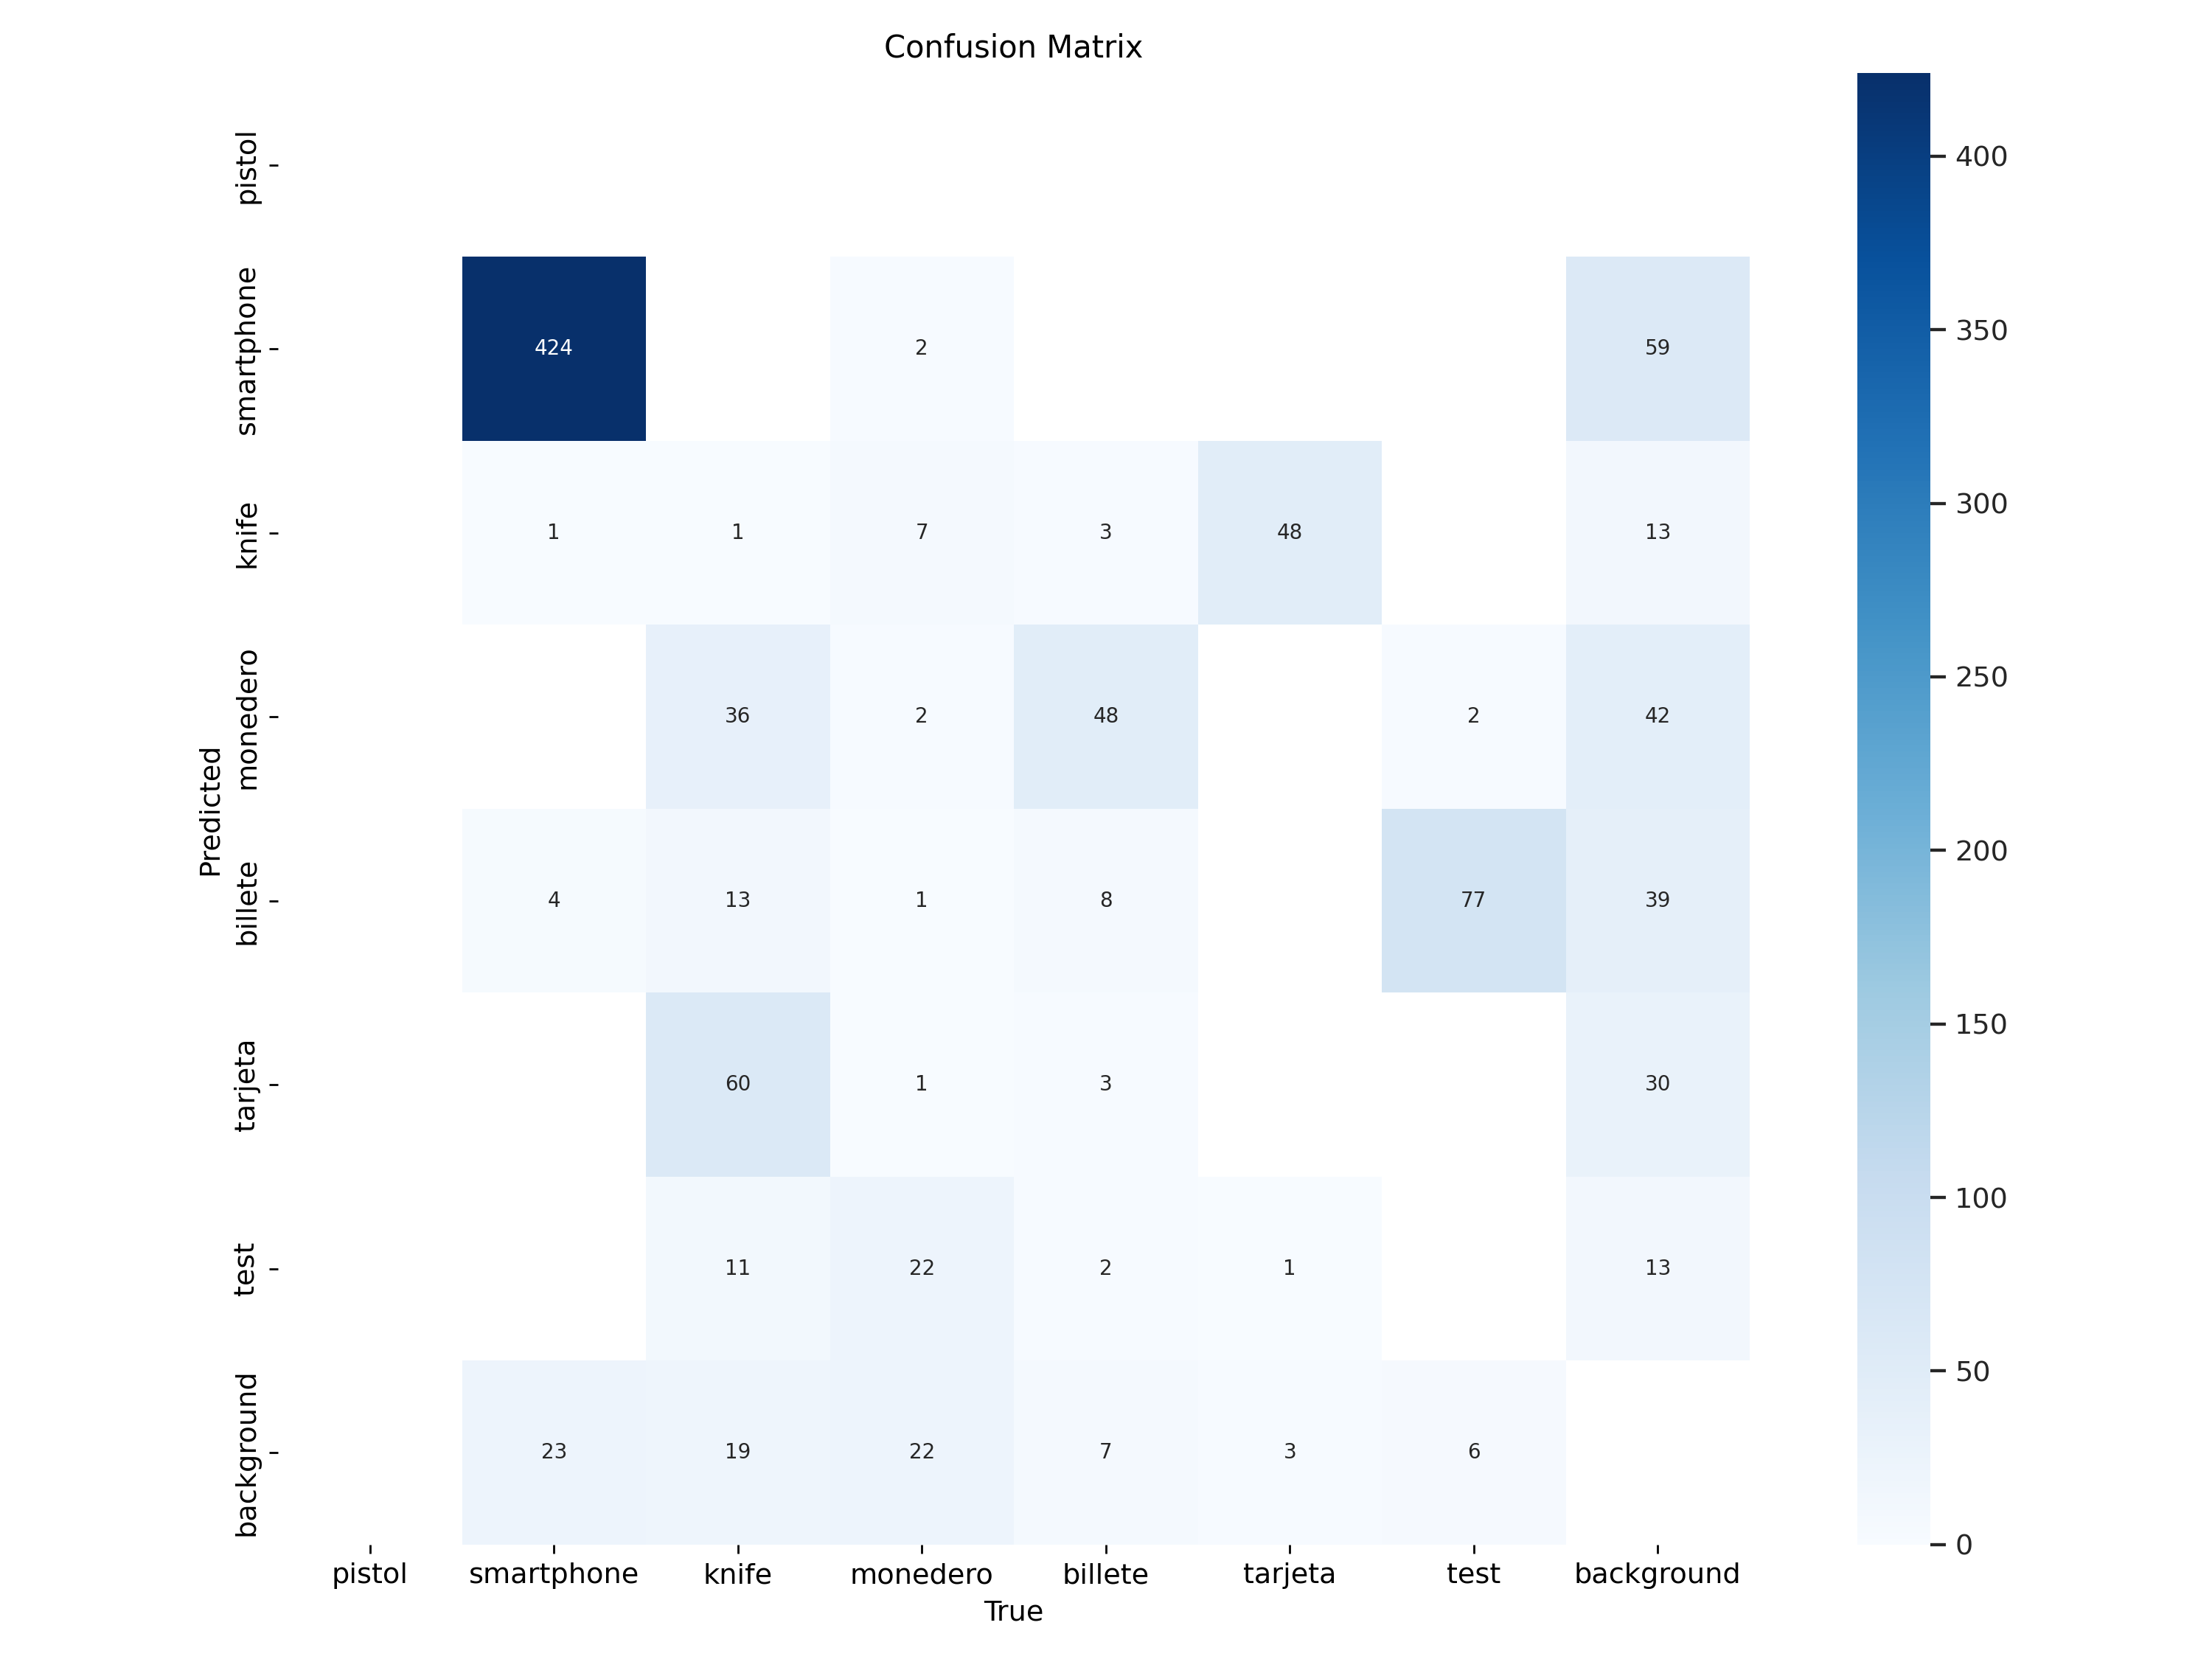 Confusion Matrix
pistol
smartphone 424 2 59
knife 1 1 7 3 48 13
monedero 36 2 48 2 42
billete 4 13 1 8 77 39
tarjeta 60 1 3 30
test 11 22 2 1 13
background 23 19 22 7 3 6
Predicted
pistol smartphone knife monedero billete tarjeta test background
True
400
350
300
250
200
150
100
50
0